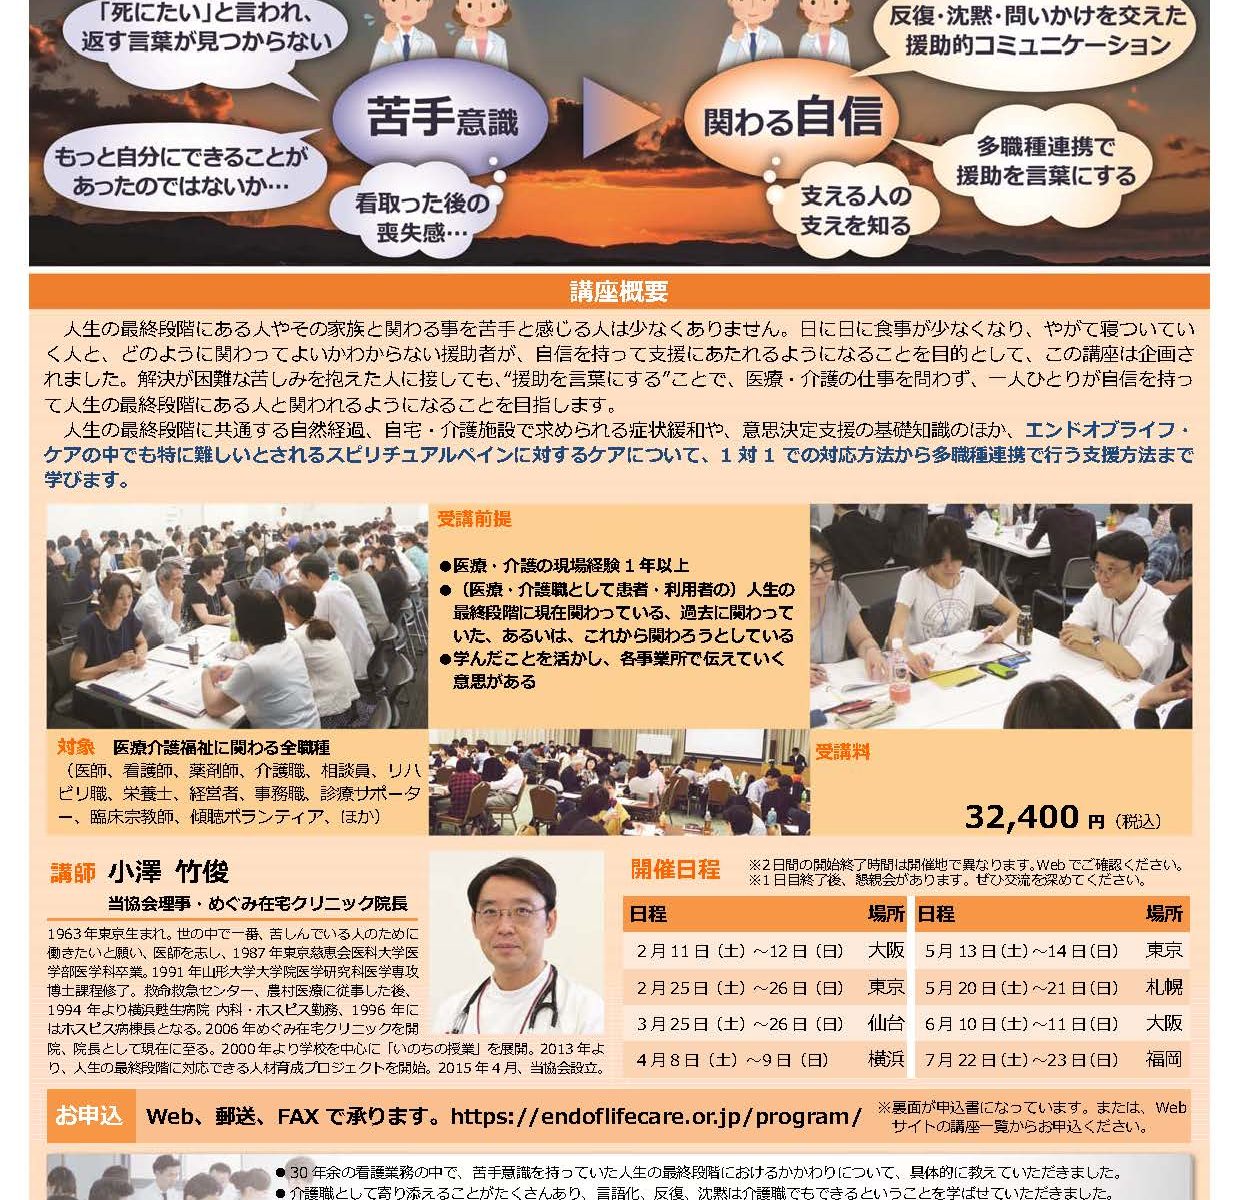 「死にたい」と言われ、
返す言葉が見つからない
反復・沈黙・問いかけを交えた
援助的コミュニケーション
苦手意識
関わる自信
もっと自分にできることが
あったのではないか…
看取った後の
喪失感…
支える人の
支えを知る
多職種連携で
援助を言葉にする
講座概要
人生の最終段階にある人やその家族と関わる事を苦手と感じる人は少なくありません。日に日に食事が少なくなり、やがて寝ついてい
く人と、どのように関わってよいかわからない援助者が、自信を持って支援にあたれるようになることを目的として、この講座は企画さ
れました。解決が困難な苦しみを抱えた人に接しても、“援助を言葉にする”ことで、医療・介護の仕事を問わず、一人ひとりが自信を持っ
て人生の最終段階にある人と関われるようになることを目指します。
人生の最終段階に共通する自然経過、自宅・介護施設で求められる症状緩和や、意思決定支援の基礎知識のほか、エンドオブライフ・
ケアの中でも特に難しいとされるスピリチュアルペインに対するケアについて、1対1での対応方法から多職種連携で行う支援方法まで
学びます。
受講前提
●医療・介護の現場経験1年以上
●（医療・介護職として患者・利用者の）人生の
最終段階に現在関わっている、過去に関わって
いた、あるいは、これから関わろうとしている
●学んだことを活かし、各事業所で伝えていく
意思がある
対象 医療介護福祉に関わる全職種
（医師、看護師、薬剤師、介護職、相談員、リハ
ビリ職、栄養士、経営者、事務職、診療サポータ
ー、臨床宗教師、傾聴ボランティア、ほか）
受講料
32,400 円（税込）
講師 小澤 竹俊
当協会理事・めぐみ在宅クリニック院長
1963年東京生まれ。世の中で一番、苦しんでいる人のために
働きたいと願い、医師を志し、1987年東京慈恵会医科大学医
学部医学科卒業。1991年山形大学大学院医学研究科医学専攻
博士課程修了。救命救急センター、農村医療に従事した後、
1994年より横浜甦生病院 内科・ホスピス勤務、1996年に
はホスピス病棟長となる。2006年めぐみ在宅クリニックを開
院、院長として現在に至る。2000年より学校を中心に「いのちの授業」を展開。2013年よ
り、人生の最終段階に対応できる人材育成プロジェクトを開始。2015年4月、当協会設立。
開催日程 ※2日間の開始終了時間は開催地で異なります。Webでご確認ください。
※1日目終了後、懇親会があります。ぜひ交流を深めてください。
日程 場所 日程 場所
2月11日（土）～12日（日） 大阪 5月13日（土）～14日（日） 東京
2月25日（土）～26日（日） 東京 5月20日（土）～21日（日） 札幌
3月25日（土）～26日（日） 仙台 6月10日（土）～11日（日） 大阪
4月8日（土）～9日（日） 横浜 7月22日（土）～23日（日） 福岡
お申込 Web、郵送、FAXで承ります。https://endoflifecare.or.jp/program/ ※裏面が申込書になっています。または、Web
サイトの講座一覧からお申込ください。
●30年余の看護業務の中で、苦手意識を持っていた人生の最終段階におけるかかわりについて、具体的に教えていただきました。
●介護職として寄り添えることがたくさんあり、言語化、反復、沈黙は介護職でもできるということを学ばせていただきました。